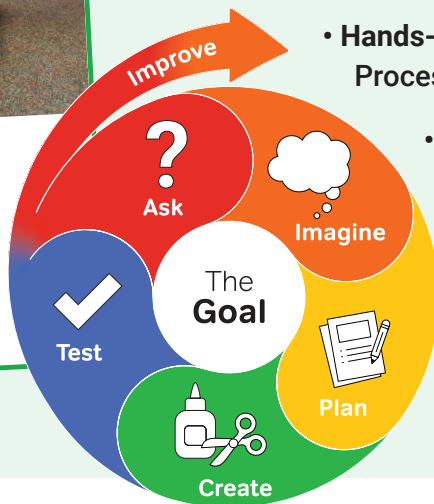 • Hands-
Proces
•
Improve
Ask
Imagine
The
Goal
Test
Plan
Create